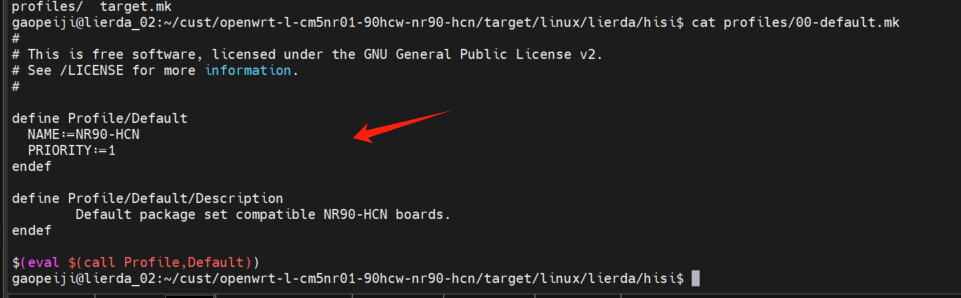 profiles/  target.mk
gaopeiji@lierda_02:~/cust/openwrt-l-cm5nr01-90hcw-nr90-hcn/target/linux/lierda/hisi$ cat profiles/00-default.mk
#
# This is free software, licensed under the GNU General Public License v2.
# See /LICENSE for more information.
#
define Profile/Default
  NAME:=NR90-HCN
  PRIORITY:=1
endef
define Profile/Default/Description
        Default package set compatible NR90-HCN boards.
endef
$(eval $(call Profile,Default))
gaopeiji@lierda_02:~/cust/openwrt-l-cm5nr01-90hcw-nr90-hcn/target/linux/lierda/hisi$